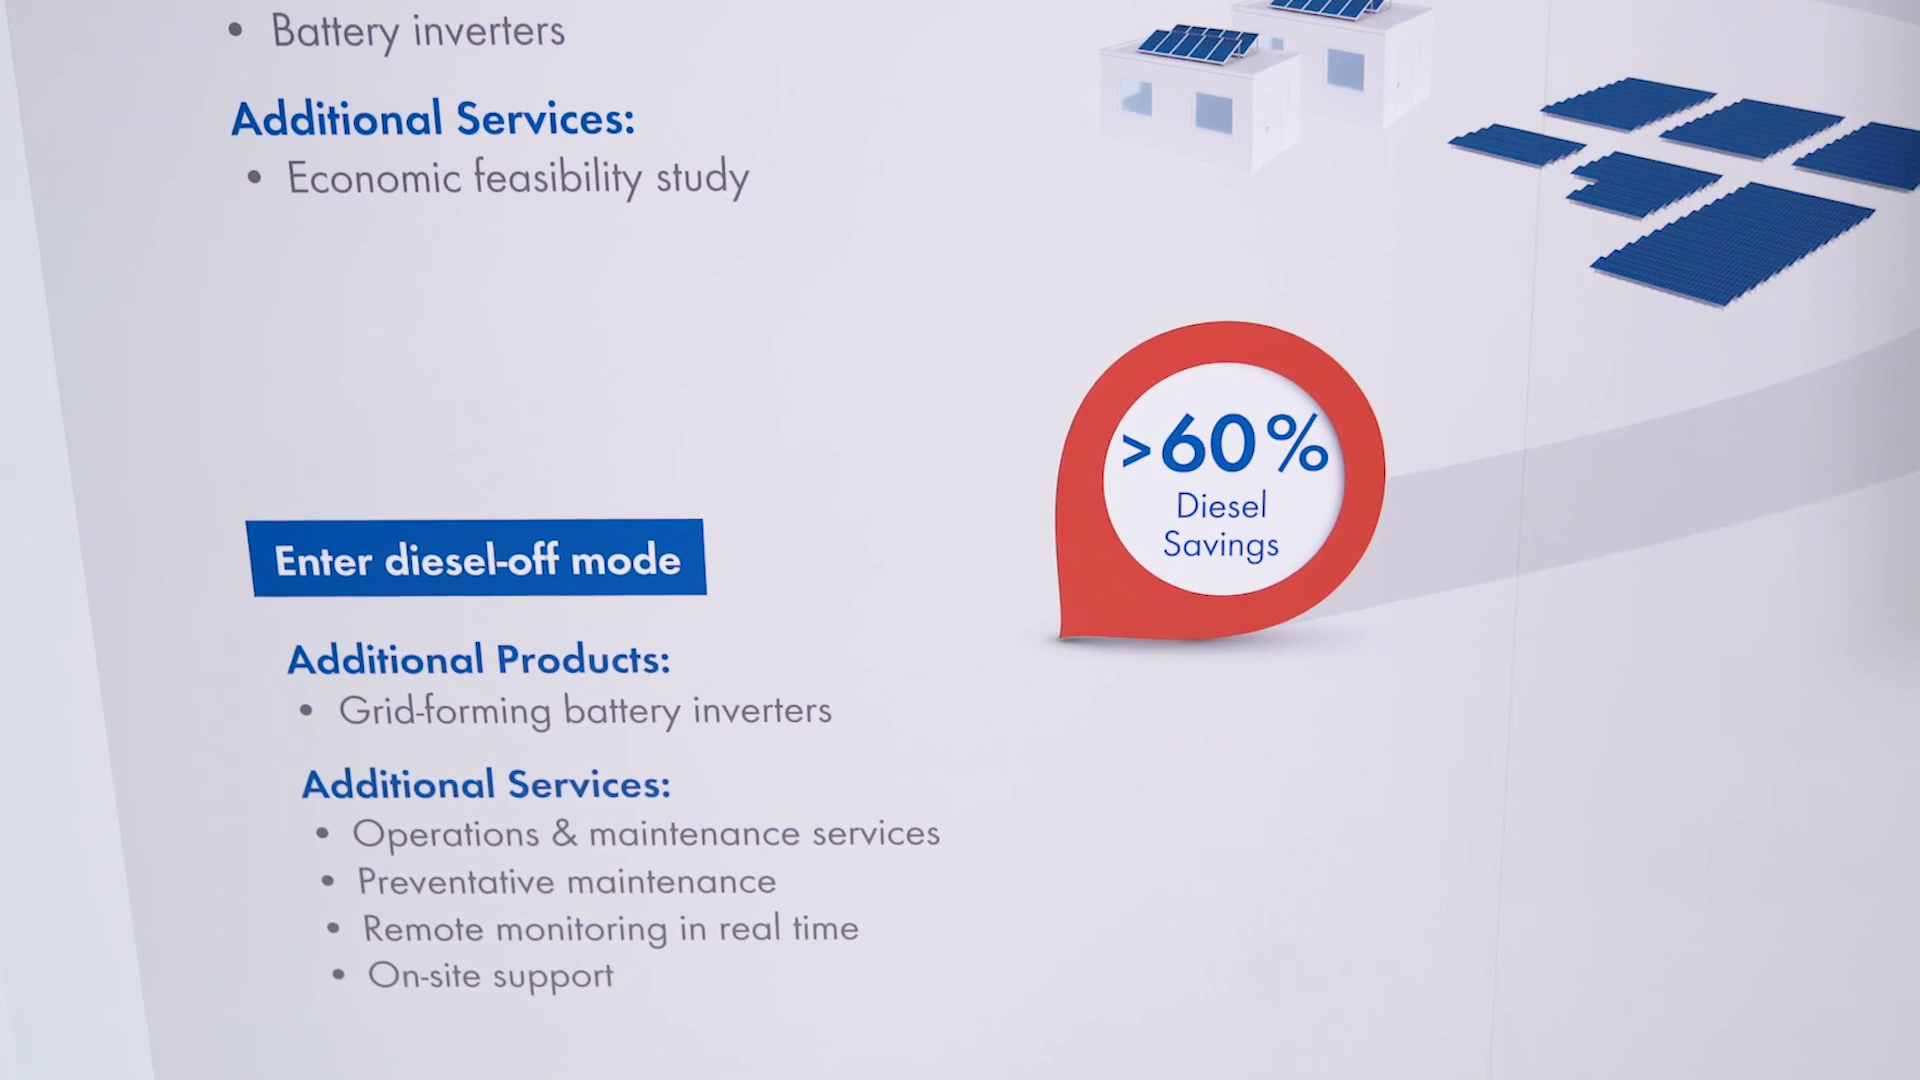 • Battery inverters
Additional Services:
• Economic feasibility study
>60%
Diesel
Savings
Enter diesel-off mode
Additional Products:
• Grid-forming battery inverters
Additional Services:
• Operations & maintenance services
• Preventative maintenance
• Remote monitoring in real time
• On-site support